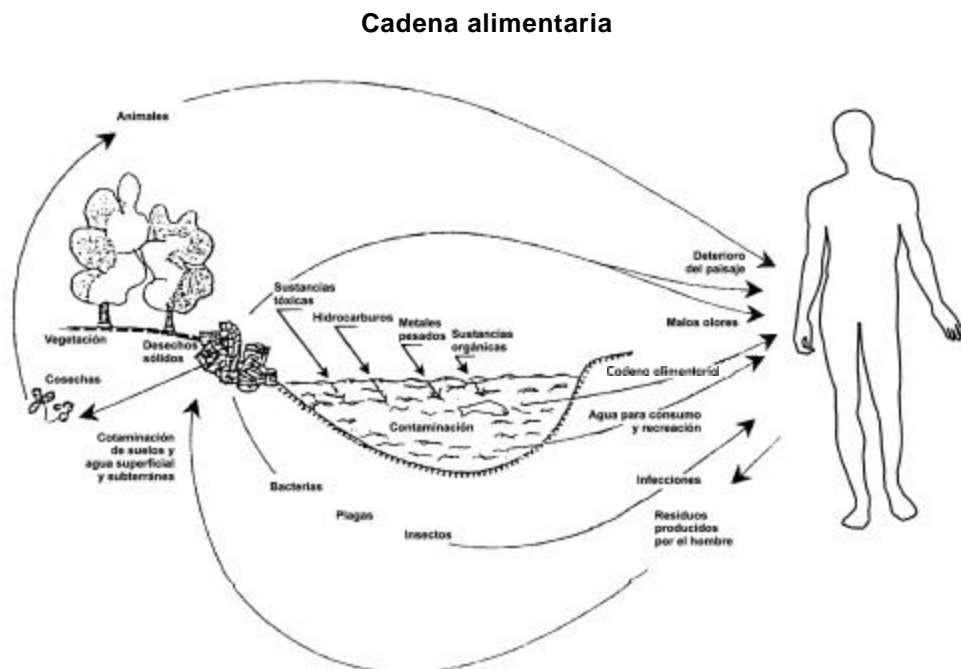 Cadena alimentaria
Animales
Deterioro
del paisaje
Malos olores
Sustancias
tóxicas
Hidrocarburos
Metales
pesados
Sustancias
orgánicas
Vegetación
Desechos
sólidos
Cosechas
Cadena alimentarial
Contaminación
Agua para consumo
y recreación
Cotaminación
de suelos y
agua superficial
y subterránea
Bacterias
Plagas
Insectos
Infecciones
Residuos
producidos
por el hombre